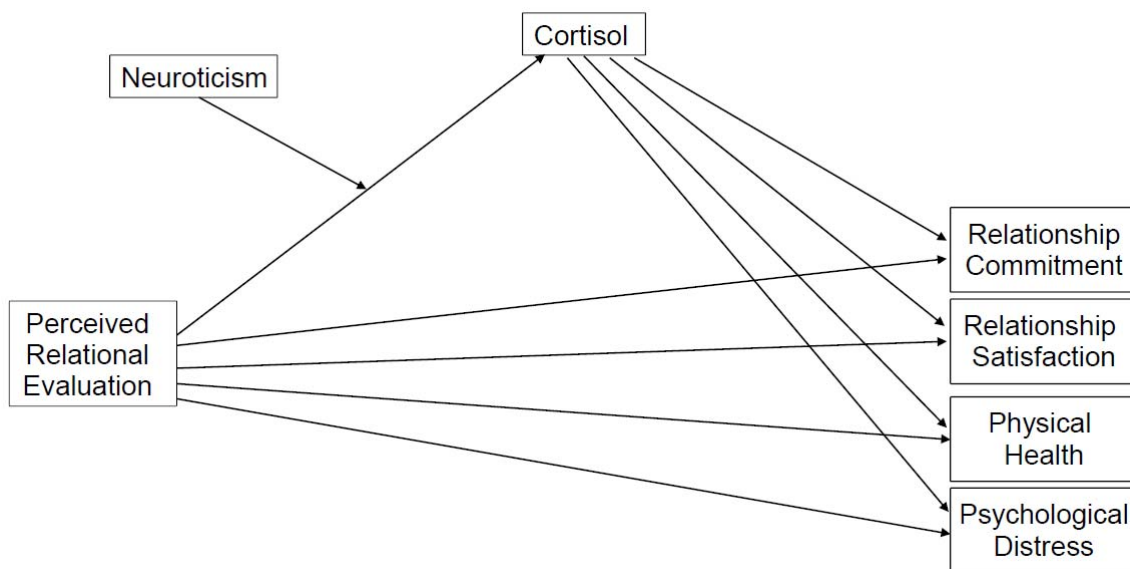 Cortisol
Neuroticism
Relationship
Commitment
Perceived
Relational
Evaluation
Relationship
Satisfaction
Physical
Health
Psychological
Distress